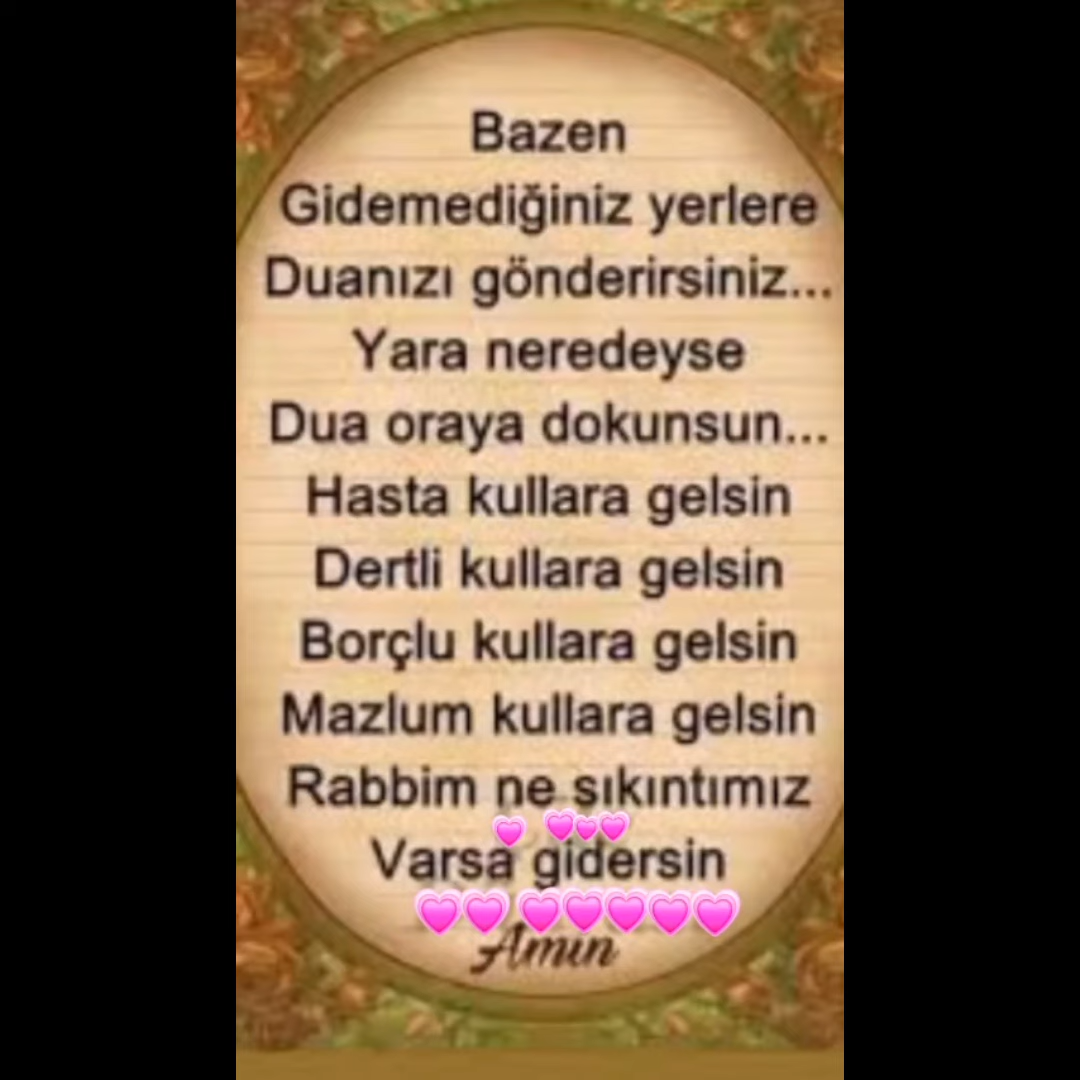 Bazen
Gidemediğiniz yerlere
Duanızı gönderirsiniz...
Yara neredeyse
Dua oraya dokunsun...
Hasta kullara gelsin
Dertli kullara gelsin
Borçlu kullara gelsin
Mazlum kullara gelsin
Rabbim ne sıkıntımız
Varsa gidersin
Amin